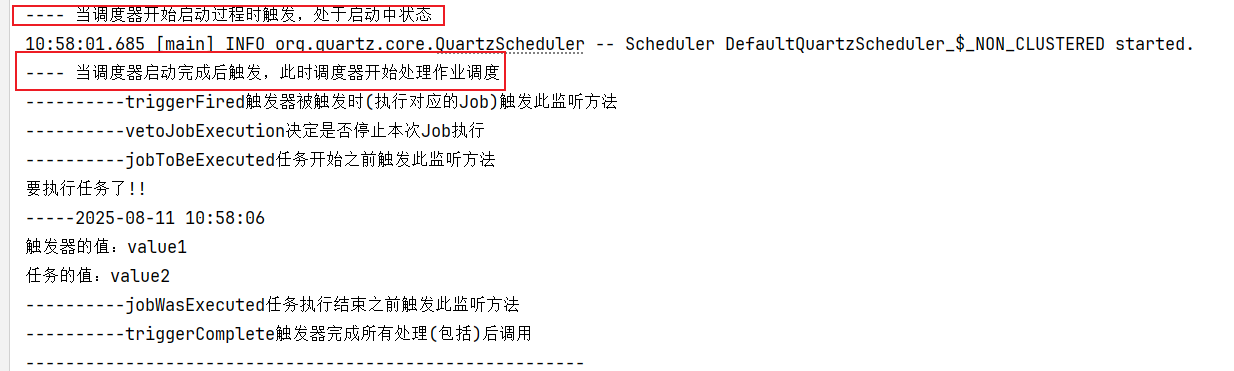 ---- 当调度器开始启动过程时触发，处于启动中状态
10:58:01.685 [main] INFO org.quartz.core.QuartzScheduler -- Scheduler DefaultQuartzScheduler_$_NON_CLUSTERED started.
---- 当调度器启动完成后触发，此时调度器开始处理作业调度
----------triggerFired触发器被触发时(执行对应的Job)触发此监听方法
----------vetoJobExecution决定是否停止本次Job执行
----------jobToBeExecuted任务开始之前触发此监听方法
要执行任务了!!
-----2025-08-11 10:58:06
触发器的值：value1
任务的值：value2
----------jobWasExecuted任务执行结束之前触发此监听方法
----------triggerComplete触发器完成所有处理(包括)后调用
--------------------------------------------------------